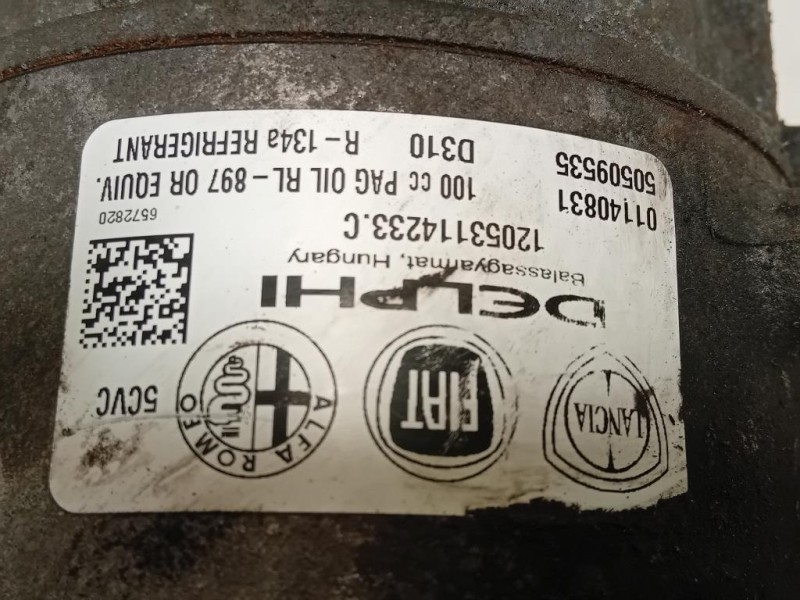 LANCIA
FIAT
ALFA ROMEO
5CVC
DELPHI
Balassagyarmat, Hungary
12053114233.C
6572820
01140831
100 cc PAG OIL RL-897 OR EQUIV.
50509535
D310
R-134a REFRIGERANT